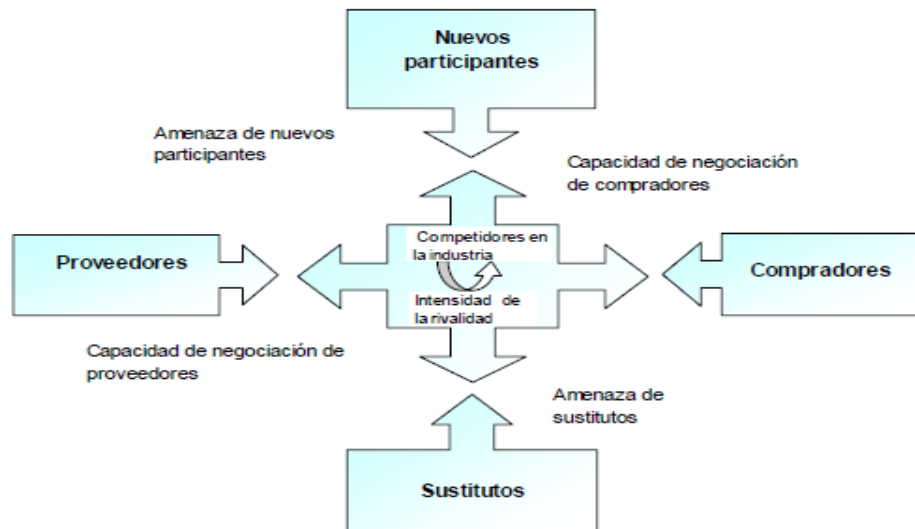 Nuevos
participantes
Amenaza de nuevos
participantes
Capacidad de negociación
de compradores
Proveedores
Competidores en
la industria
Intensidad de
la rivalidad
Compradores
Capacidad de negociación de
proveedores
Amenaza de
sustitutos
Sustitutos